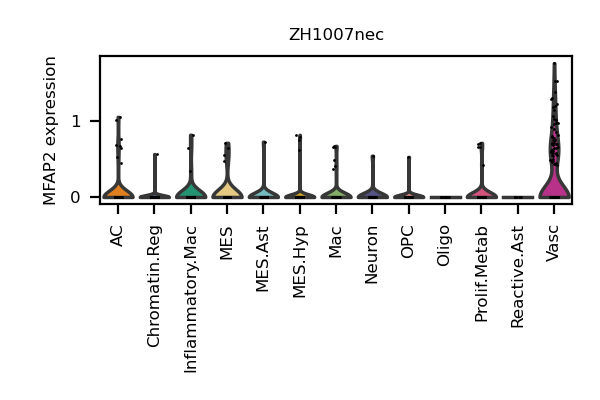 ZH1007nec
MFAP2 expression
1
0
AC
Chromatin.Reg
Inflammatory.Mac
MES
MES.Ast
MES.Hyp
Mac
Neuron
OPC
Oligo
Prolif.Metab
Reactive.Ast
Vasc